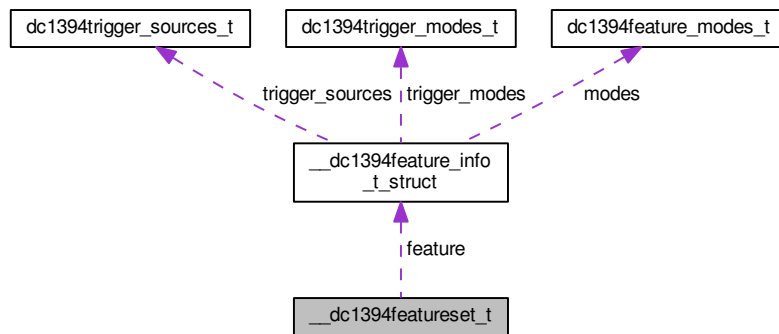 dc1394trigger_sources_t
dc1394trigger_modes_t
dc1394feature_modes_t
trigger_sources
trigger_modes
modes
__dc1394feature_info
_t_struct
feature
__dc1394featureset_t